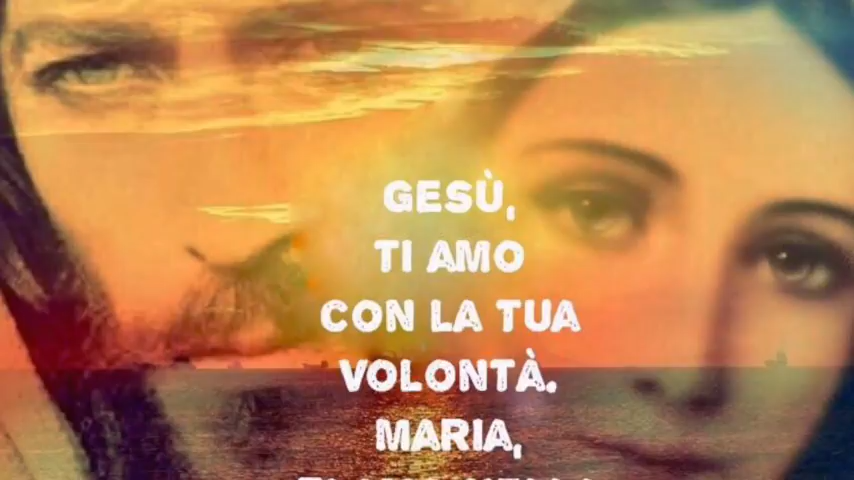 GESÙ,
TI AMO
CON LA TUA
VOLONTÀ.
MARIA,